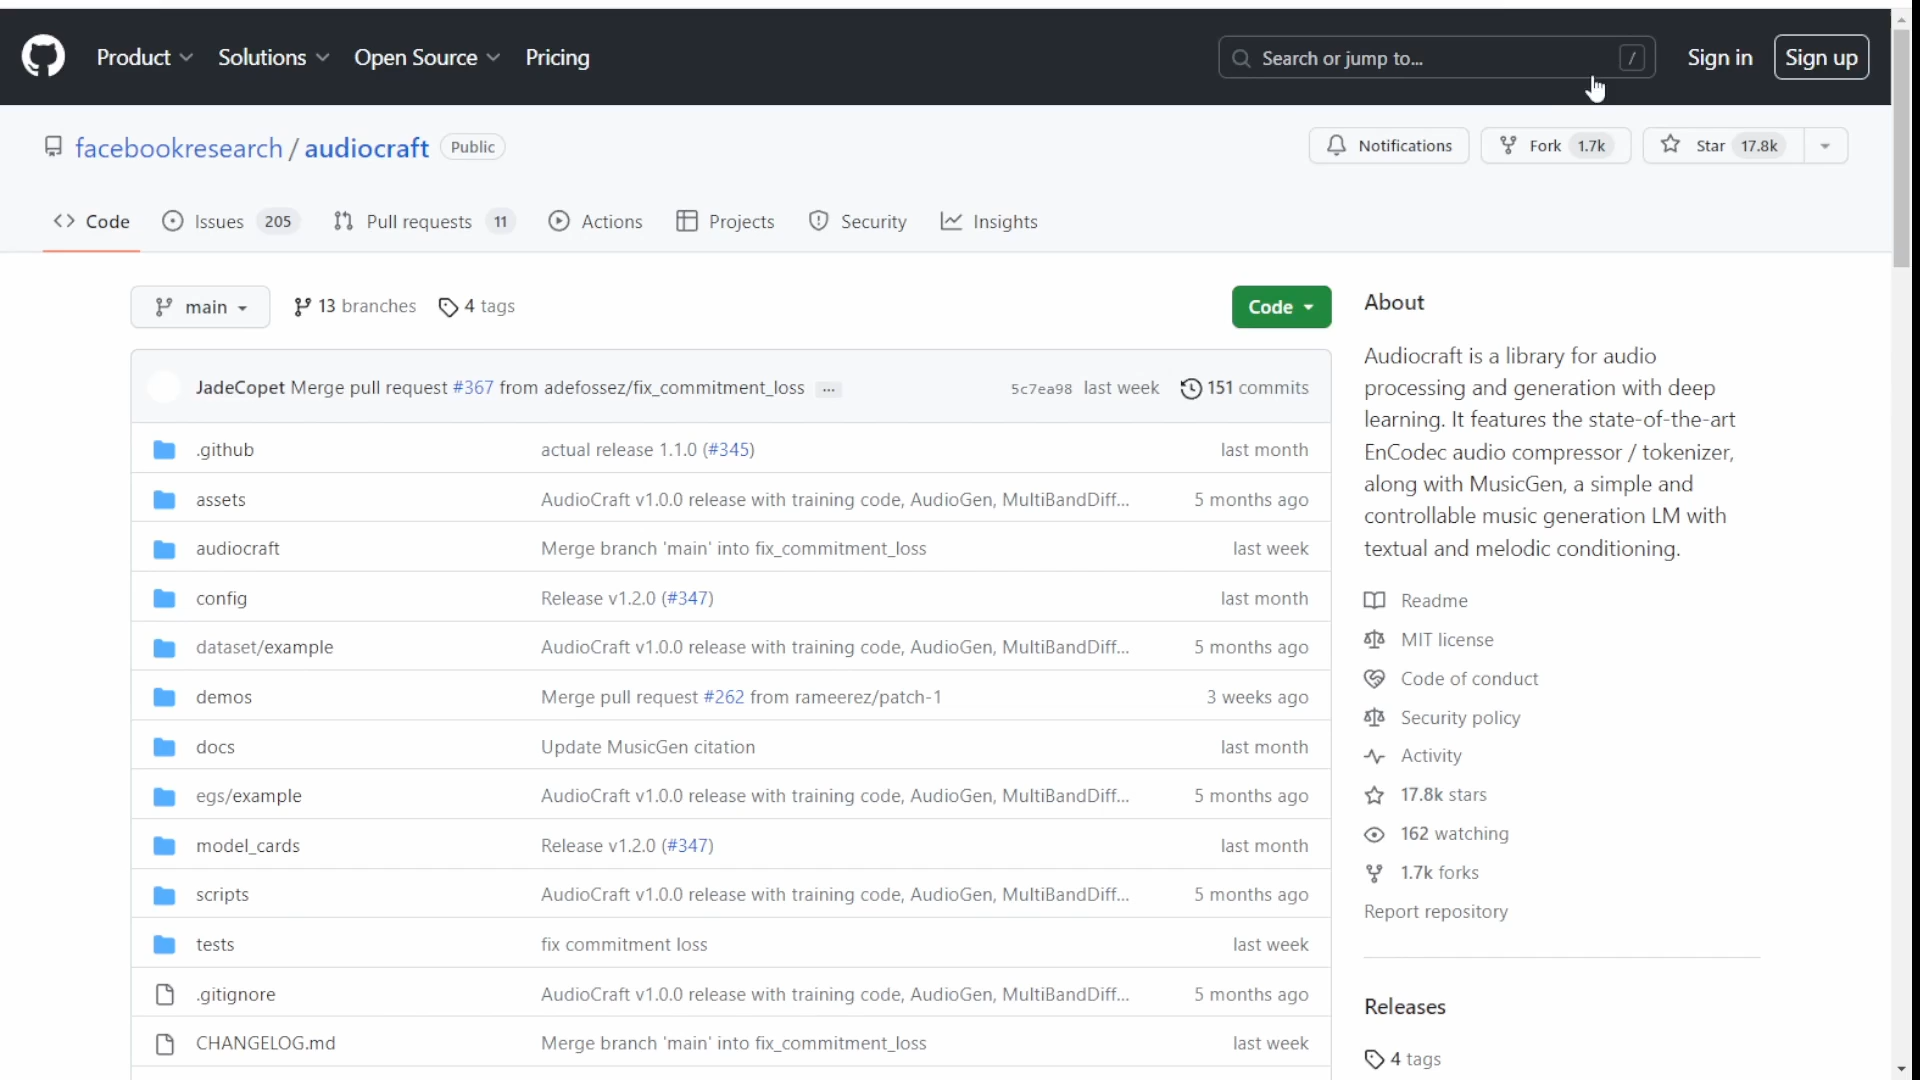 Product Solutions Open Source Pricing Search or jump to... / Sign in Sign up
facebookresearch / audiocraft Public Notifications Fork 1.7k Star 17.8k
Code Issues 205 Pull requests 11 Actions Projects Security Insights
main 13 branches 4 tags Code
JadeCopet Merge pull request #367 from adefossez/fix_commitment_loss ... 5c7ea98 last week 151 commits
.github actual release 1.1.0 (#345) last month
assets AudioCraft v1.0.0 release with training code, AudioGen, MultiBandDiff... 5 months ago
audiocraft Merge branch 'main' into fix_commitment_loss last week
config Release v1.2.0 (#347) last month
dataset/example AudioCraft v1.0.0 release with training code, AudioGen, MultiBandDiff... 5 months ago
demos Merge pull request #262 from rameerez/patch-1 3 weeks ago
docs Update MusicGen citation last month
egs/example AudioCraft v1.0.0 release with training code, AudioGen, MultiBandDiff... 5 months ago
model_cards Release v1.2.0 (#347) last month
scripts AudioCraft v1.0.0 release with training code, AudioGen, MultiBandDiff... 5 months ago
tests fix commitment loss last week
.gitignore AudioCraft v1.0.0 release with training code, AudioGen, MultiBandDiff... 5 months ago
CHANGELOG.md Merge branch 'main' into fix_commitment_loss last week
About
Audiocraft is a library for audio
processing and generation with deep
learning. It features the state-of-the-art
EnCodec audio compressor / tokenizer,
along with MusicGen, a simple and
controllable music generation LM with
textual and melodic conditioning.
Readme
MIT license
Code of conduct
Security policy
Activity
17.8k stars
162 watching
1.7k forks
Report repository
Releases
4 tags